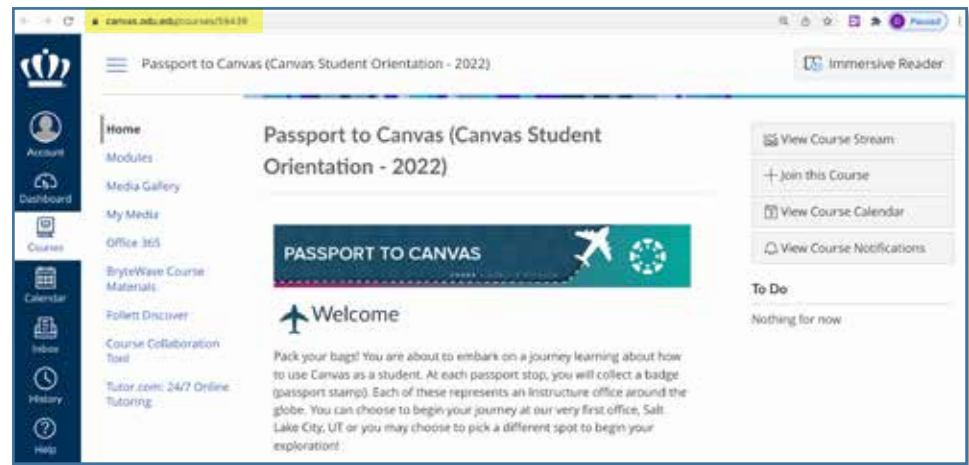 canvas.odu.edu/courses/59439
Paused
Passport to Canvas (Canvas Student Orientation - 2022)
Immersive Reader
Account
Dashboard
Courses
Calendar
Inbox
History
Help
Home
Modules
Media Gallery
My Media
Office 365
BryteWave Course
Materials
Follett Discover
Course Collaboration
Tool
Tutor.com: 24/7 Online
Tutoring
Passport to Canvas (Canvas Student
Orientation - 2022)
PASSPORT TO CANVAS
Welcome
Pack your bags! You are about to embark on a journey learning about how
to use Canvas as a student. At each passport stop, you will collect a badge
(passport stamp). Each of these represents an Instructure office around the
globe. You can choose to begin your journey at our very first office, Salt
Lake City, UT or you may choose to pick a different spot to begin your
exploration!
View Course Stream
Join this Course
View Course Calendar
View Course Notifications
To Do
Nothing for now